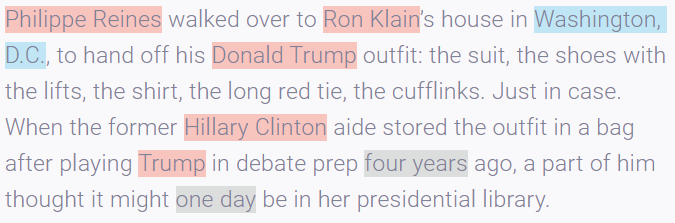 Philippe Reines walked over to Ron Klain's house in Washington,
D.C., to hand off his Donald Trump outfit: the suit, the shoes with
the lifts, the shirt, the long red tie, the cufflinks. Just in case.
When the former Hillary Clinton aide stored the outfit in a bag
after playing Trump in debate prep four years ago, a part of him
thought it might one day be in her presidential library.